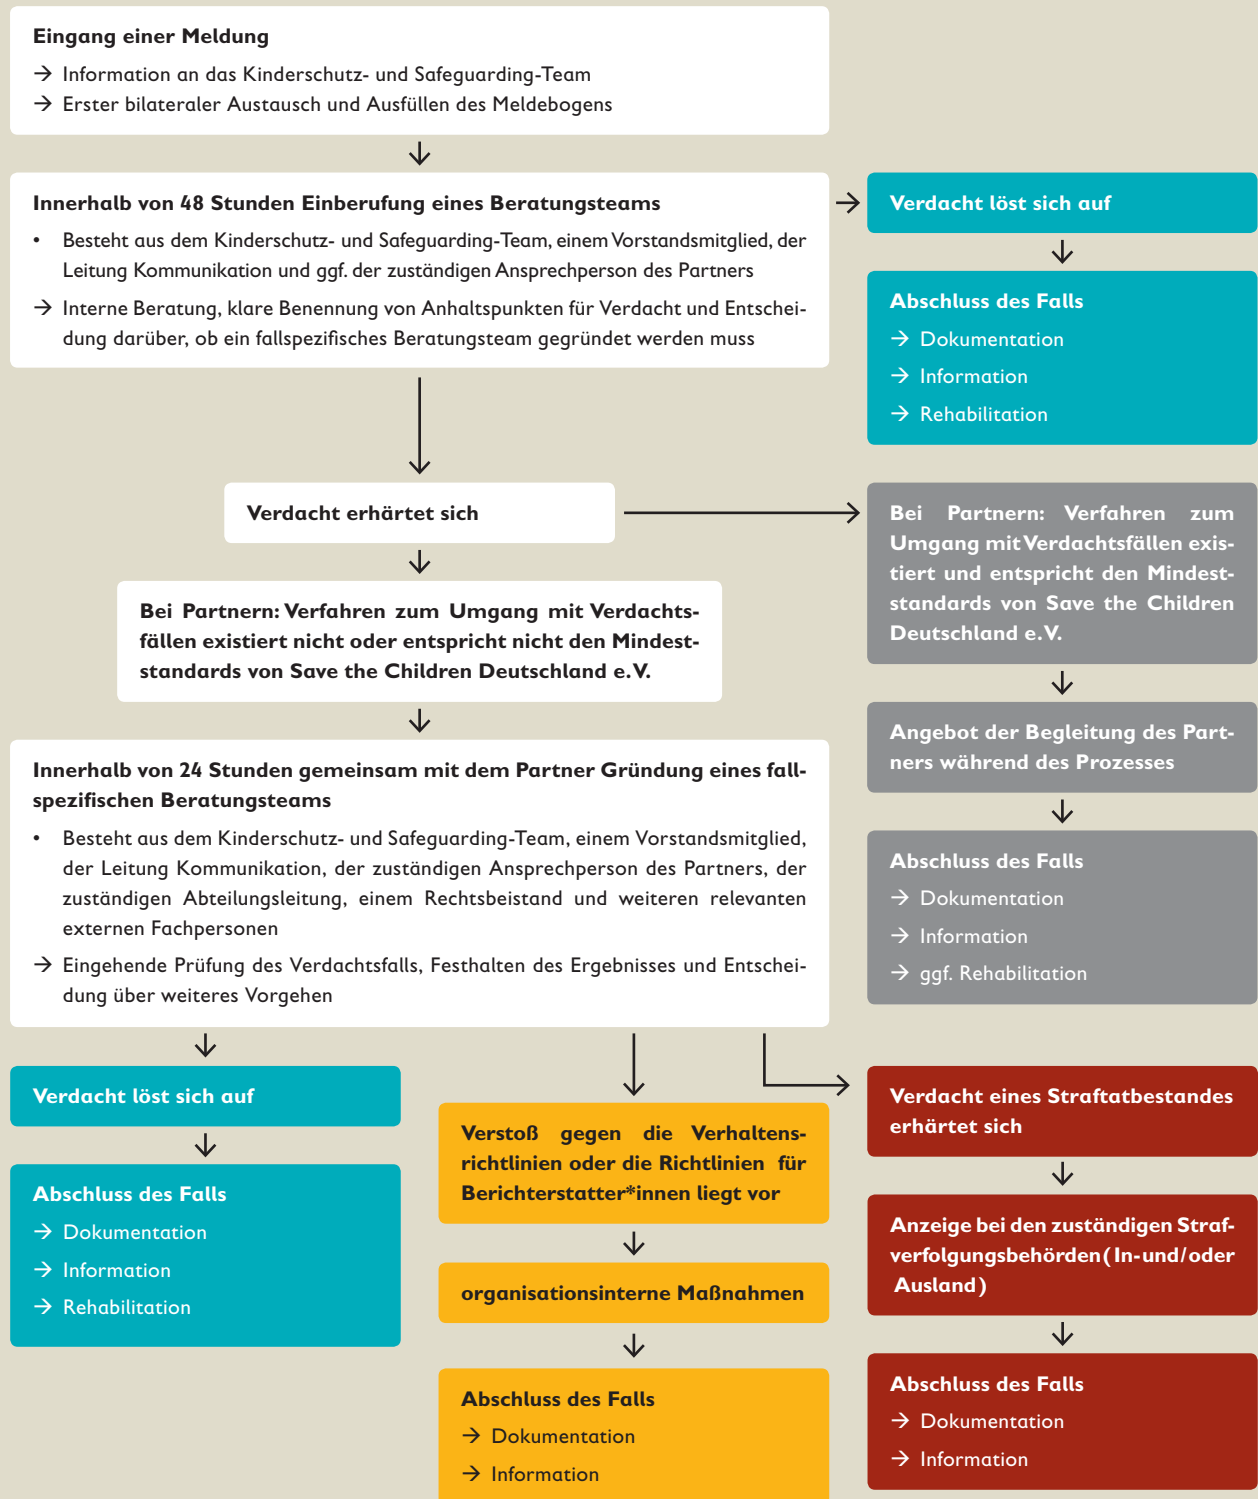 Eingang einer Meldung
→ Information an das Kinderschutz- und Safeguarding-Team
→ Erster bilateraler Austausch und Ausfüllen des Meldebogens
Innerhalb von 48 Stunden Einberufung eines Beratungsteams
• Besteht aus dem Kinderschutz- und Safeguarding-Team, einem Vorstandsmitglied, der
Leitung Kommunikation und ggf. der zuständigen Ansprechperson des Partners
→ Interne Beratung, klare Benennung von Anhaltspunkten für Verdacht und Entschei-
dung darüber, ob ein fallspezifisches Beratungsteam gegründet werden muss
Verdacht löst sich auf
Abschluss des Falls
→ Dokumentation
→ Information
→ Rehabilitation
Verdacht erhärtet sich
Bei Partnern: Verfahren zum
Umgang mit Verdachtsfällen exis-
tiert und entspricht den Mindest-
standards von Save the Children
Deutschland e.V.
Angebot der Begleitung des Part-
ners während des Prozesses
Abschluss des Falls
→ Dokumentation
→ Information
→ ggf. Rehabilitation
Bei Partnern: Verfahren zum Umgang mit Verdachts-
fällen existiert nicht oder entspricht nicht den Mindest-
standards von Save the Children Deutschland e.V.
Innerhalb von 24 Stunden gemeinsam mit dem Partner Gründung eines fall-
spezifischen Beratungsteams
• Besteht aus dem Kinderschutz- und Safeguarding-Team, einem Vorstandsmitglied,
der Leitung Kommunikation, der zuständigen Ansprechperson des Partners, der
zuständigen Abteilungsleitung, einem Rechtsbeistand und weiteren relevanten
externen Fachpersonen
→ Eingehende Prüfung des Verdachtsfalls, Festhalten des Ergebnisses und Entschei-
dung über weiteres Vorgehen
Verdacht löst sich auf
Abschluss des Falls
→ Dokumentation
→ Information
→ Rehabilitation
Verstoß gegen die Verhaltens-
richtlinien oder die Richtlinien für
Berichterstatter*innen liegt vor
organisationsinterne Maßnahmen
Abschluss des Falls
→ Dokumentation
→ Information
Verdacht eines Straftatbestandes
erhärtet sich
Anzeige bei den zuständigen Straf-
verfolgungsbehörden (In- und/oder
Ausland)
Abschluss des Falls
→ Dokumentation
→ Information